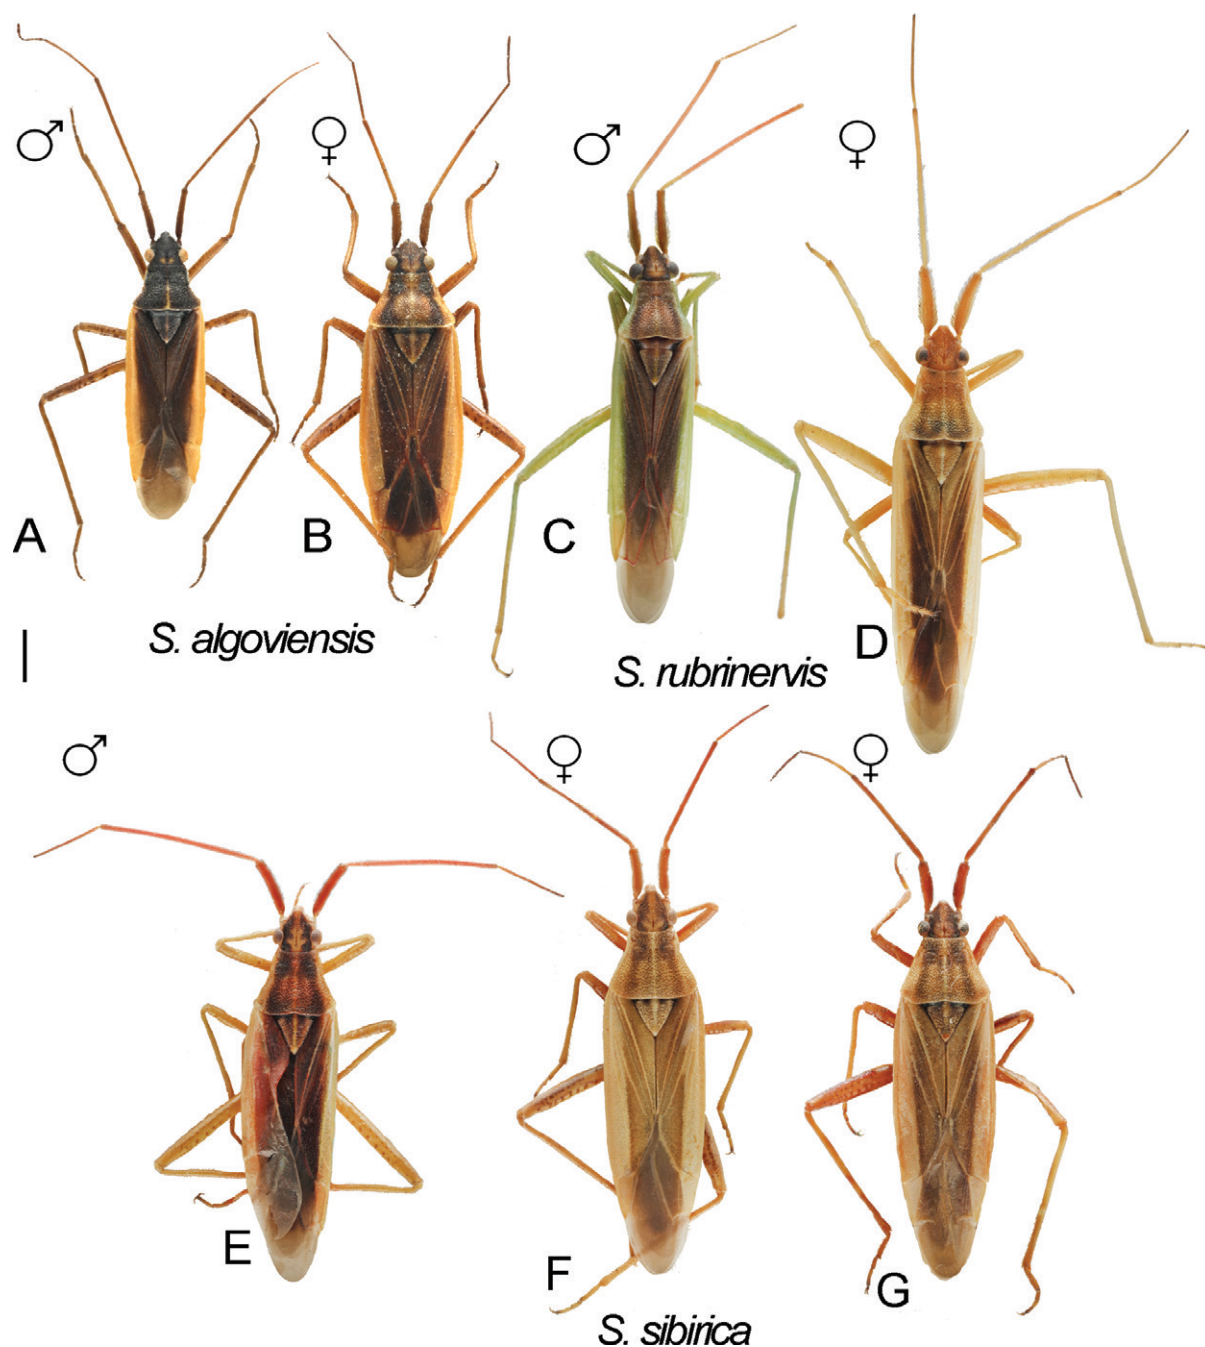 ♂ ♀ ♂ ♀
A B C D
S. algoviensis
S. rubrinervis
♂ ♀ ♀
E F G
S. sibirica